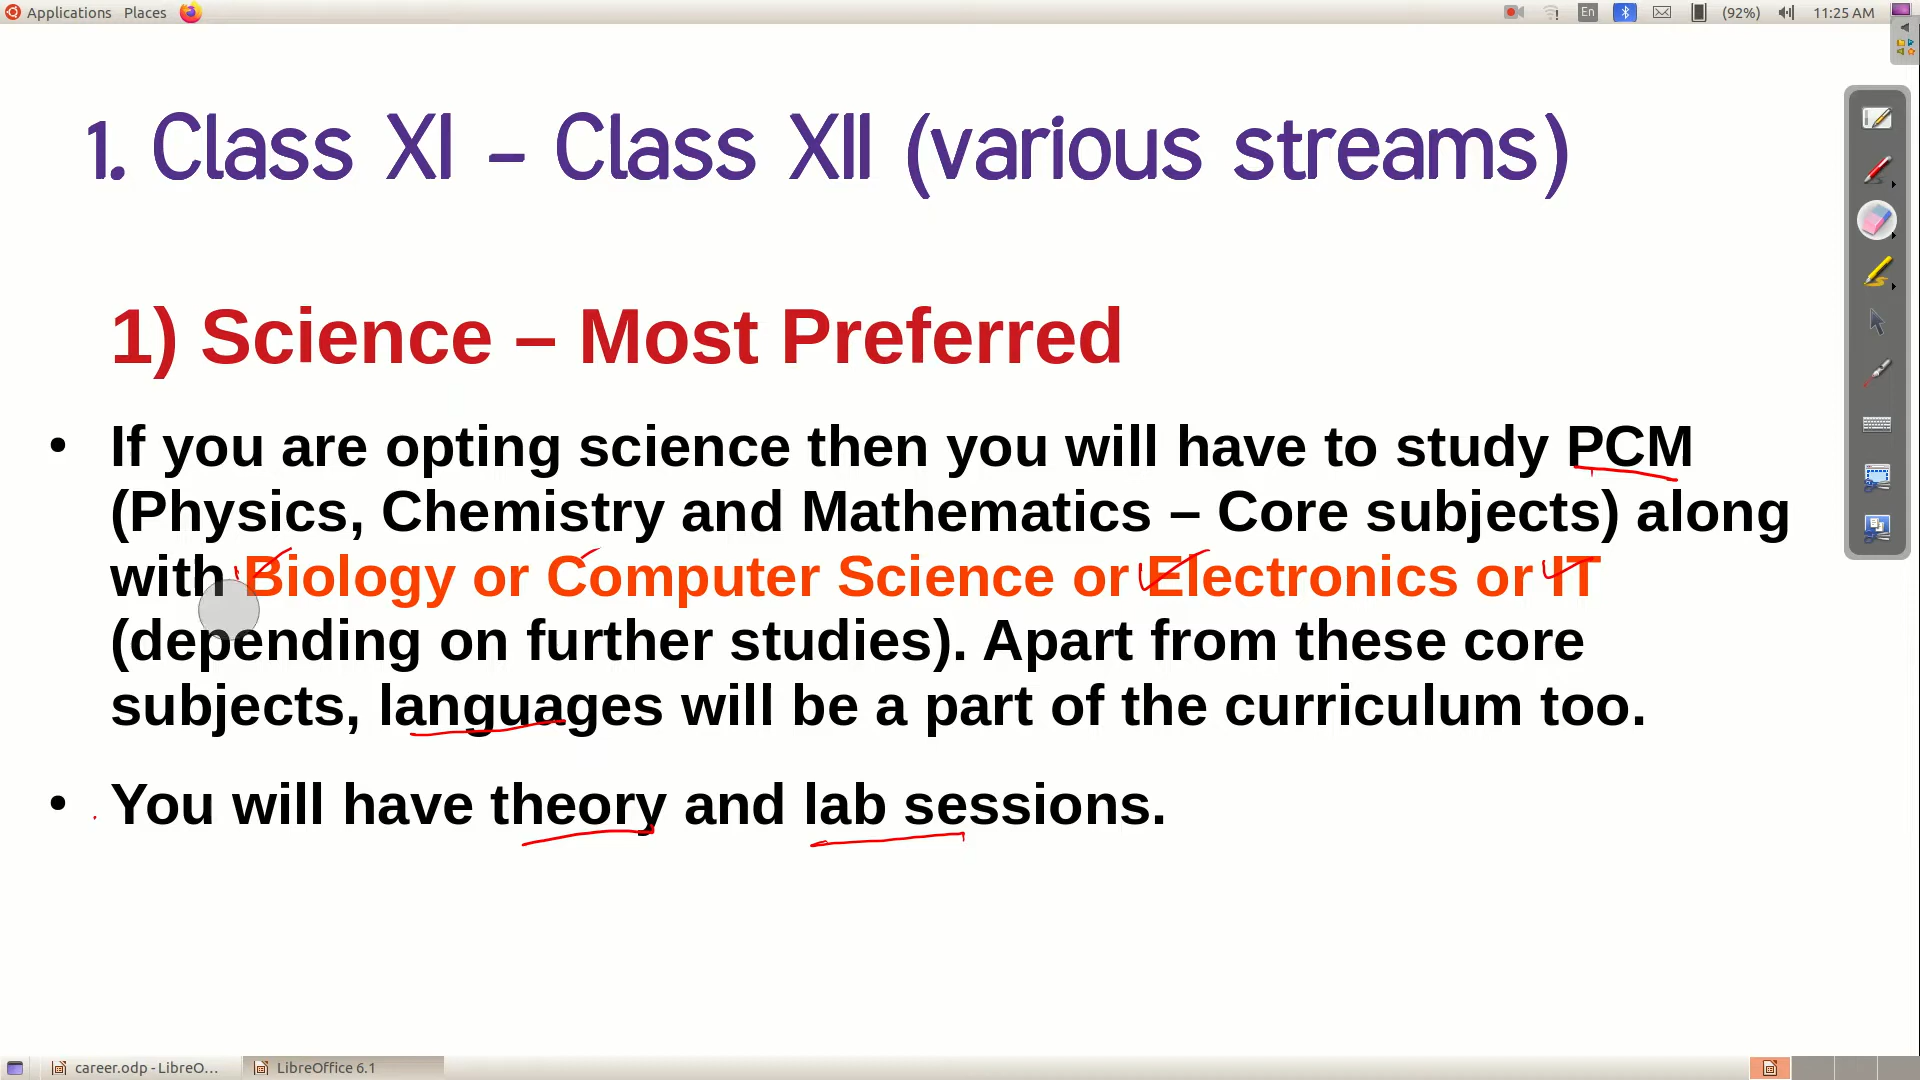 Applications Places En (92%) 11:25 AM
1. Class XI – Class XII (various streams)
1) Science – Most Preferred
• If you are opting science then you will have to study PCM
(Physics, Chemistry and Mathematics – Core subjects) along
with Biology or Computer Science or Electronics or IT
(depending on further studies). Apart from these core
subjects, languages will be a part of the curriculum too.
• You will have theory and lab sessions.
career.odp - LibreO... LibreOffice 6.1